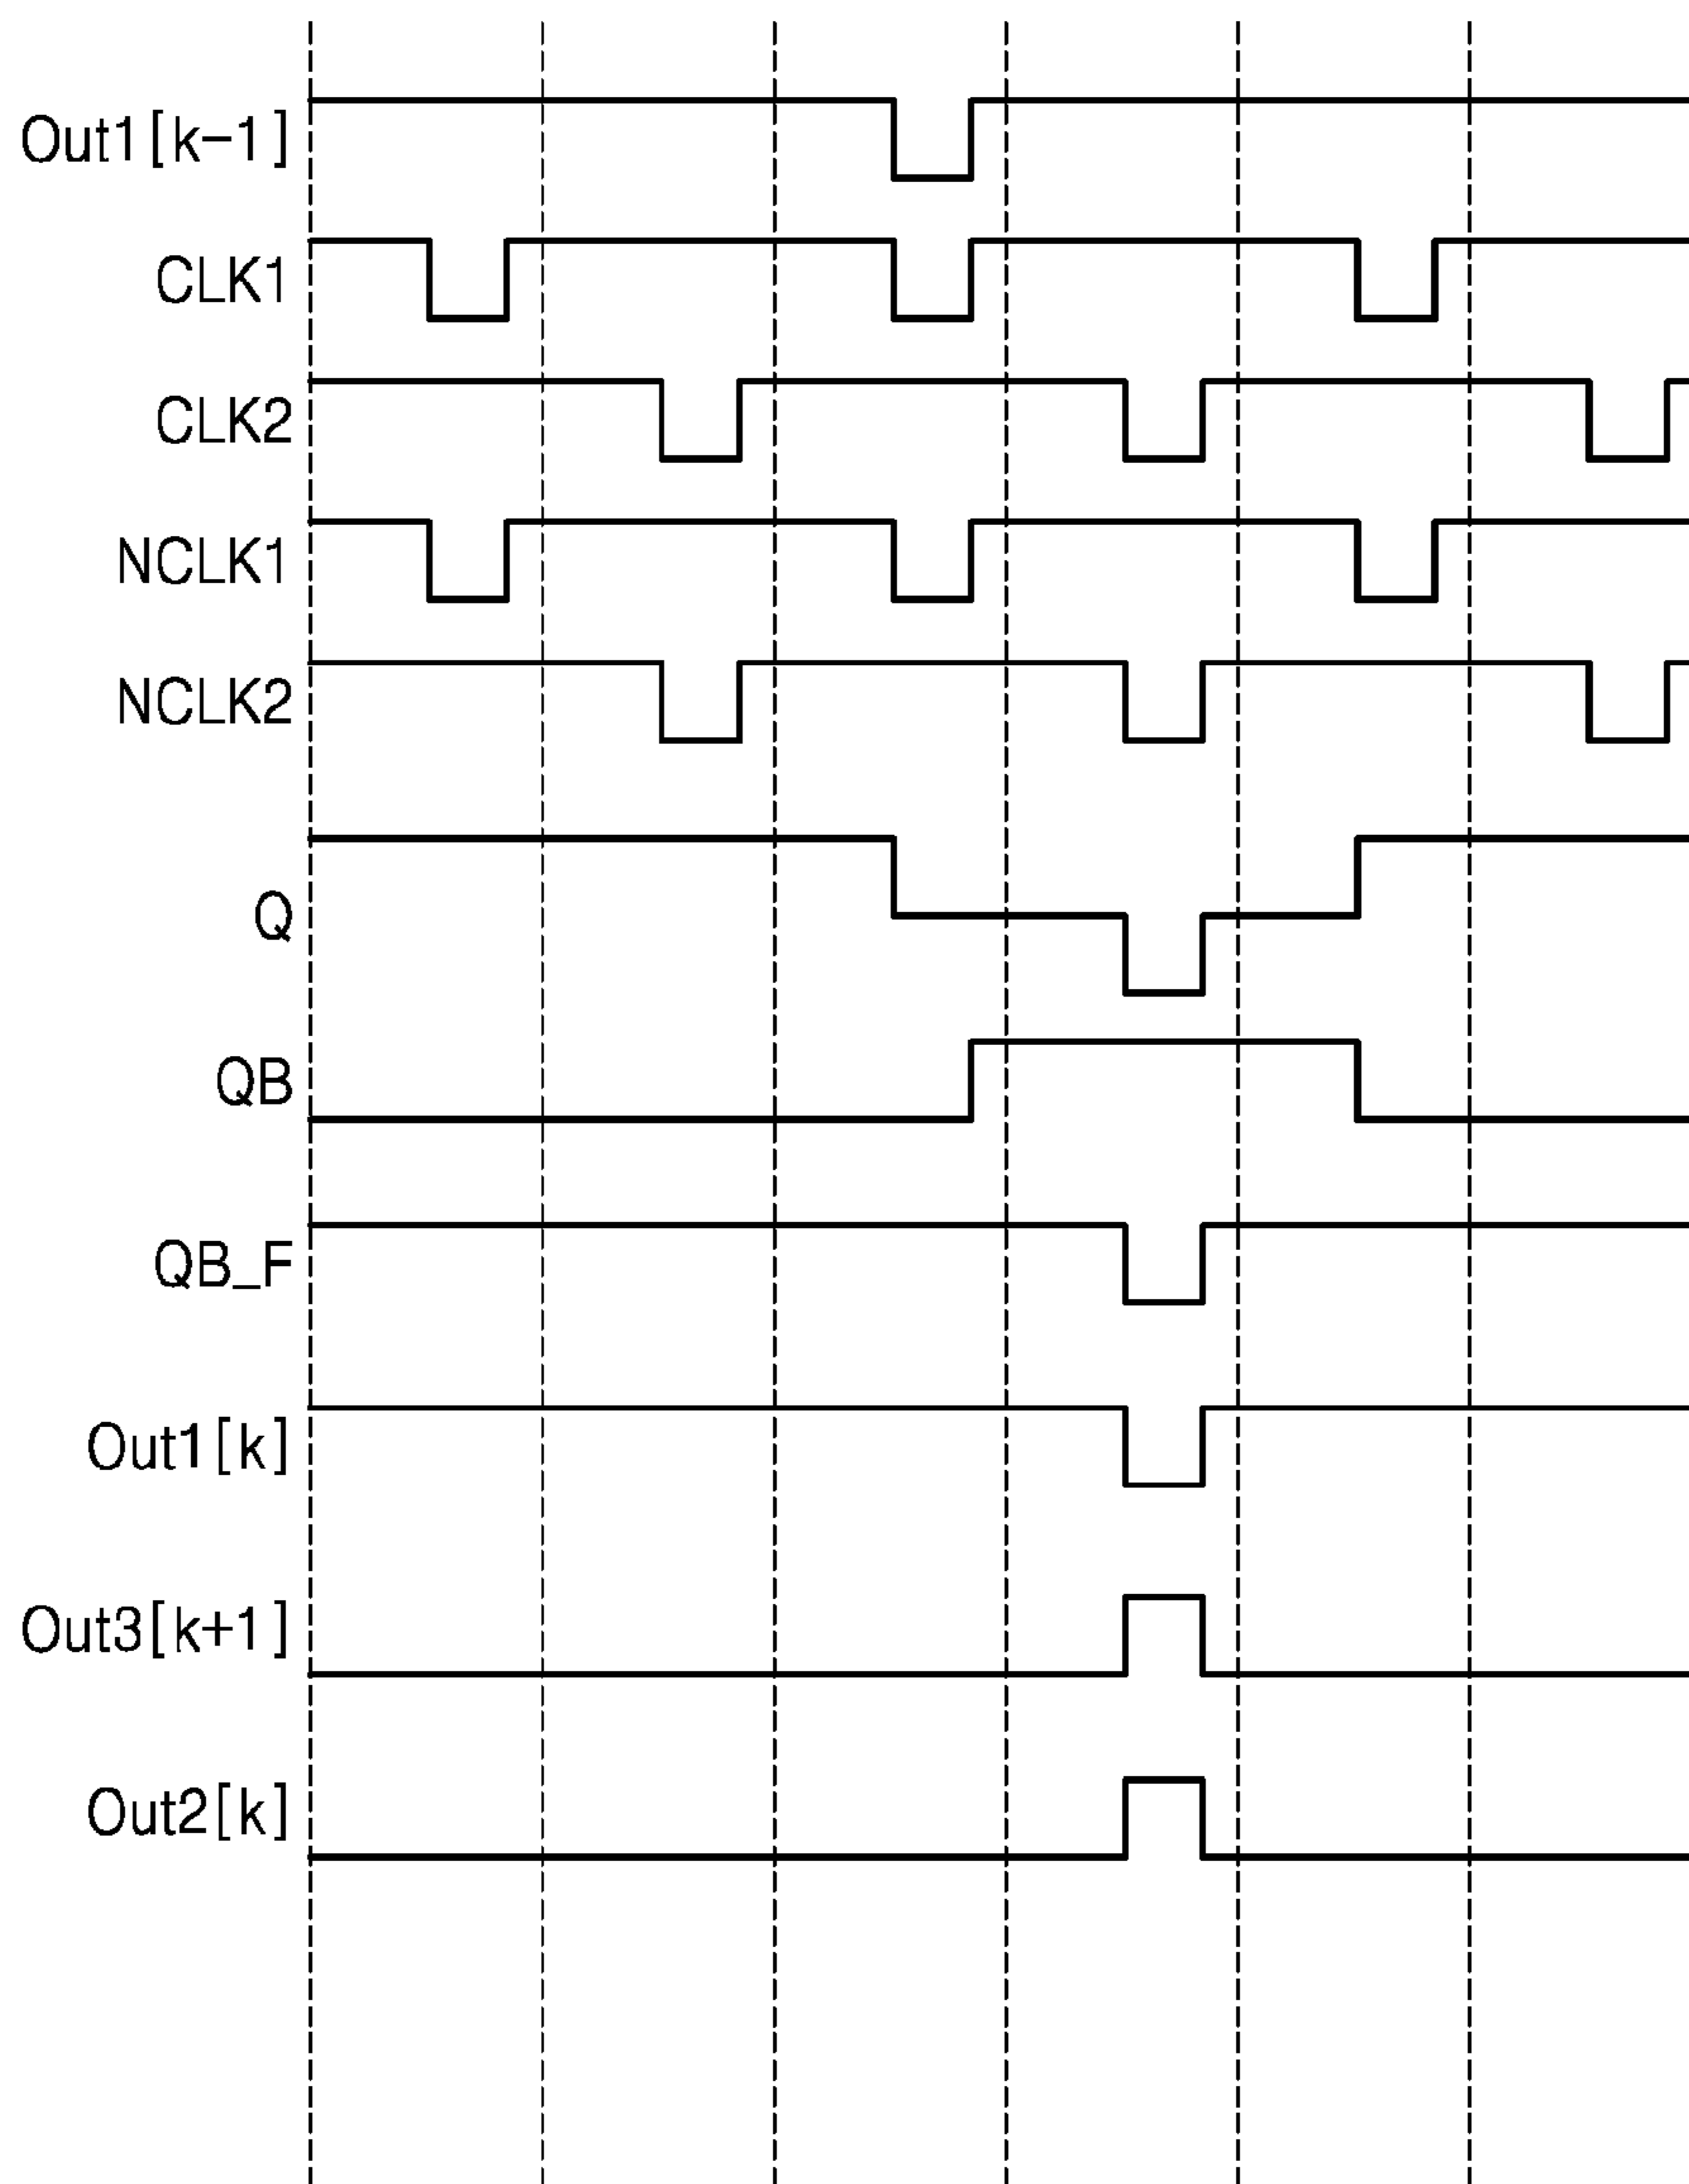 Out1[k-1]
CLK1
CLK2
NCLK1
NCLK2
Q
QB
QB_F
Out1[k]
Out3[k+1]
Out2[k]